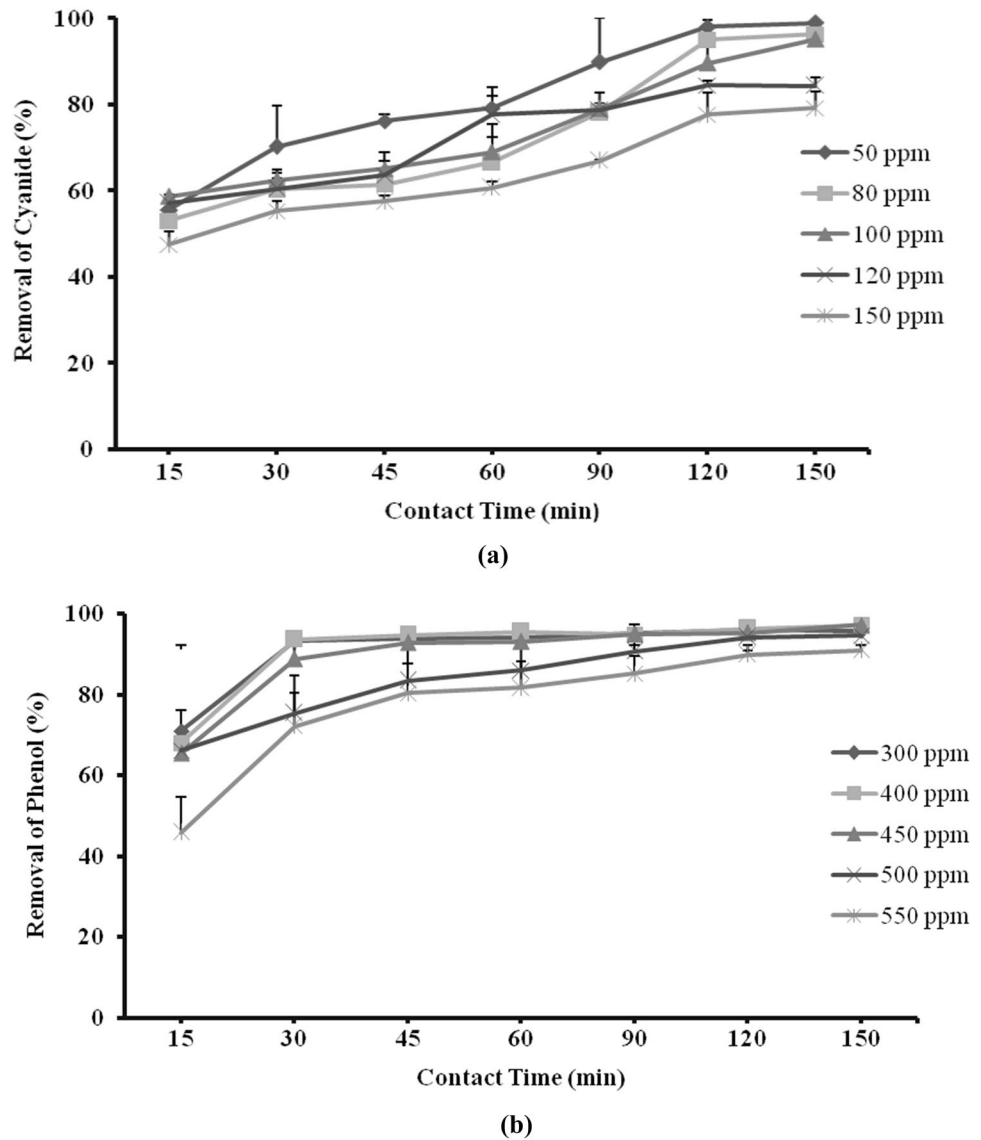 100
80
60
40
20
0
Removal of Cyanide (%)
15 30 45 60 90 120 150
Contact Time (min)
50 ppm
80 ppm
100 ppm
120 ppm
150 ppm
(a)
100
80
60
40
20
0
Removal of Phenol (%)
15 30 45 60 90 120 150
Contact Time (min)
300 ppm
400 ppm
450 ppm
500 ppm
550 ppm
(b)